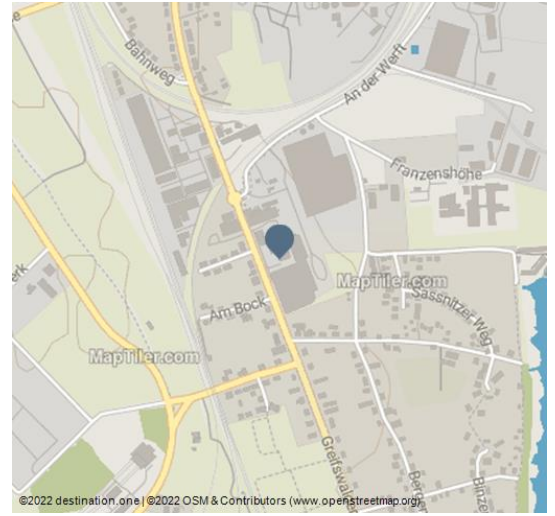 Bahnweg
An der Werft
Franzenshöhe
MapTiler.com
Sassnitzer Weg
Am Bock
MapTiler.com
Greifswalder
Binze
©2022 destination.one | ©2022 OSM & Contributors (www.openstreetmap.org)